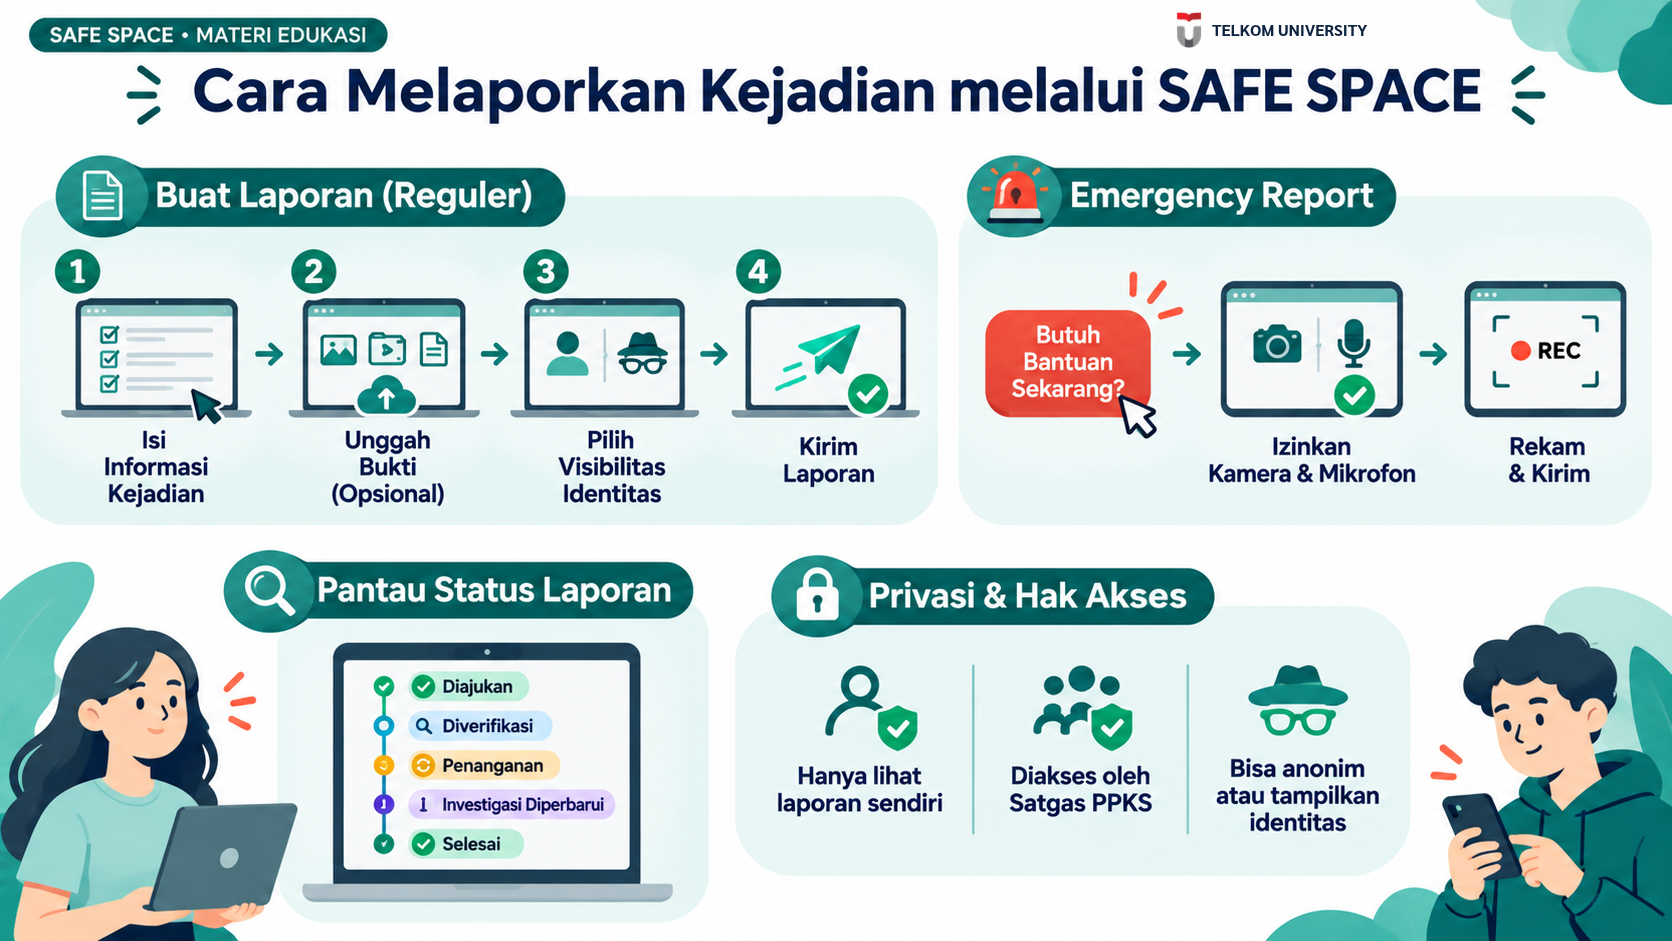 SAFE SPACE • MATERI EDUKASI
TELKOM UNIVERSITY
Cara Melaporkan Kejadian melalui SAFE SPACE
Buat Laporan (Reguler)
1
2
3
4
Isi
Informasi
Kejadian
Unggah
Bukti
(Opsional)
Pilih
Visibilitas
Identitas
Kirim
Laporan
Emergency Report
Butuh
Bantuan
Sekarang?
Izinkan
Kamera & Mikrofon
REC
Rekam
& Kirim
Pantau Status Laporan
Diajukan
Diverifikasi
Penanganan
Investigasi Diperbarui
Selesai
Privasi & Hak Akses
Hanya lihat
laporan sendiri
Diakses oleh
Satgas PPKS
Bisa anonim
atau tampilkan
identitas